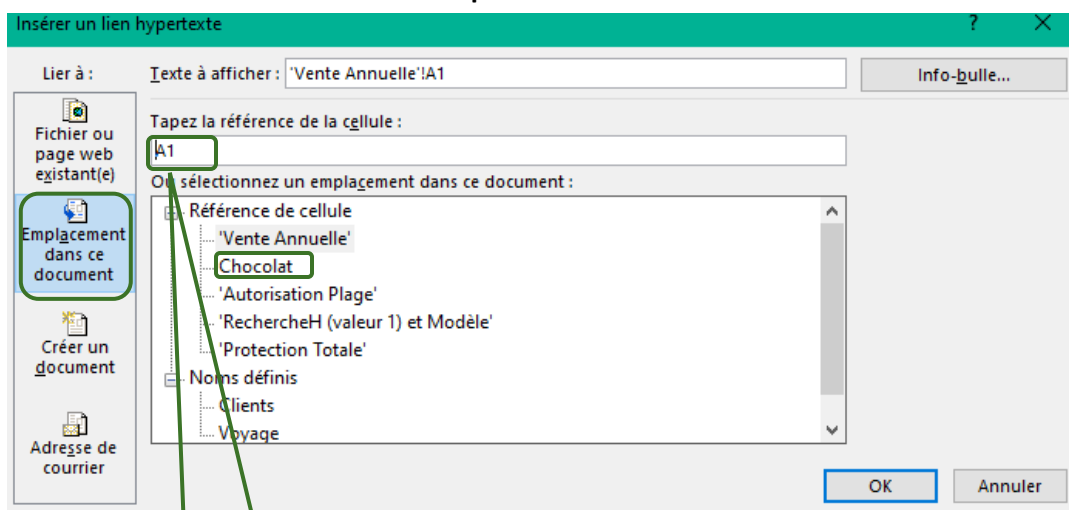 Insérer un lien hypertexte ? ×
Lier à :
Texte à afficher : 'Vente Annuelle'!A1
Info-bulle...
Fichier ou
page web
existant(e)
Emplacement
dans ce
document
Créer un
document
Adresse de
courrier
Tapez la référence de la cellule :
A1
Ou sélectionnez un emplacement dans ce document :
Référence de cellule
'Vente Annuelle'
Chocolat
'Autorisation Plage'
'RechercheH (valeur 1) et Modèle'
'Protection Totale'
Noms définis
Clients
Voyage
OK
Annuler